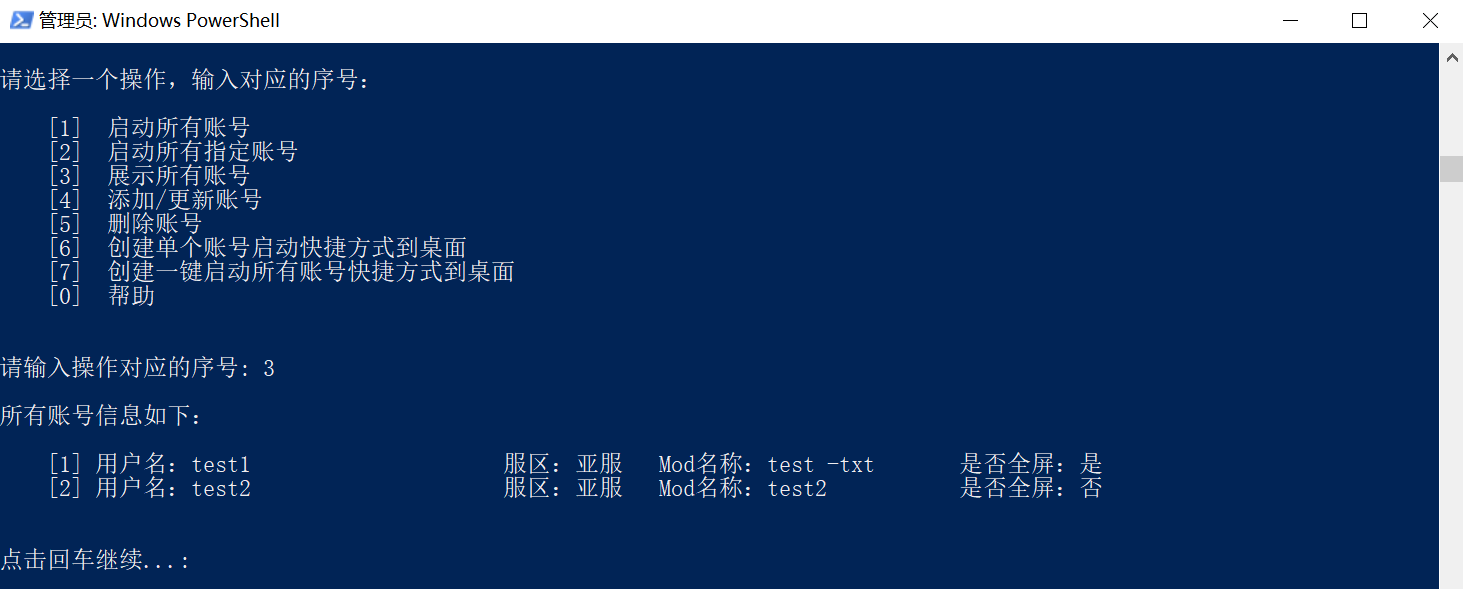 管理员: Windows PowerShell
请选择一个操作，输入对应的序号：
[1] 启动所有账号
[2] 启动所有指定账号
[3] 展示所有账号
[4] 添加/更新账号
[5] 删除账号
[6] 创建单个账号启动快捷方式到桌面
[7] 创建一键启动所有账号快捷方式到桌面
[0] 帮助
请输入操作对应的序号: 3
所有账号信息如下：
[1] 用户名：test1 服区：亚服 Mod名称：test -txt 是否全屏：是
[2] 用户名：test2 服区：亚服 Mod名称：test2 是否全屏：否
点击回车继续...: